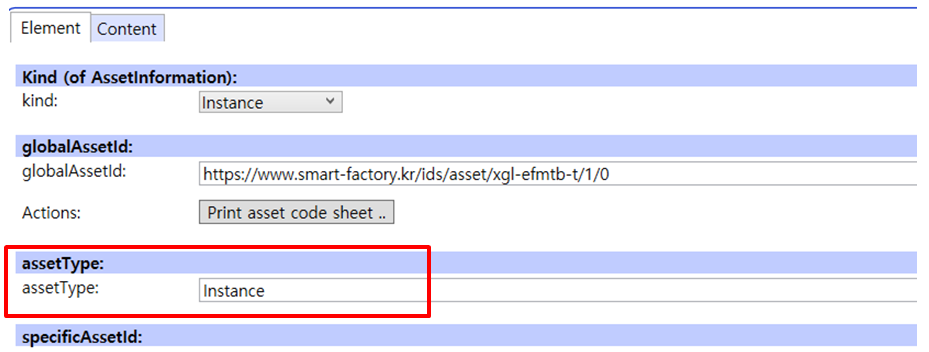 Element Content
Kind (of AssetInformation):
kind: Instance
globalAssetId:
globalAssetId: https://www.smart-factory.kr/ids/asset/xgl-efmtb-t/1/0
Actions: Print asset code sheet ..
assetType:
assetType: Instance
specificAssetId: